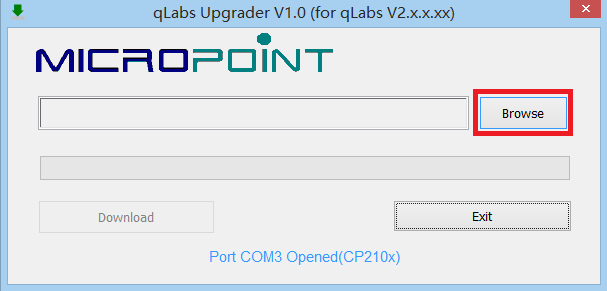 qLabs Upgrader V1.0 (for qLabs V2.x.x.xx)
MICROPOINT
Browse
Download
Exit
Port COM3 Opened(CP210x)